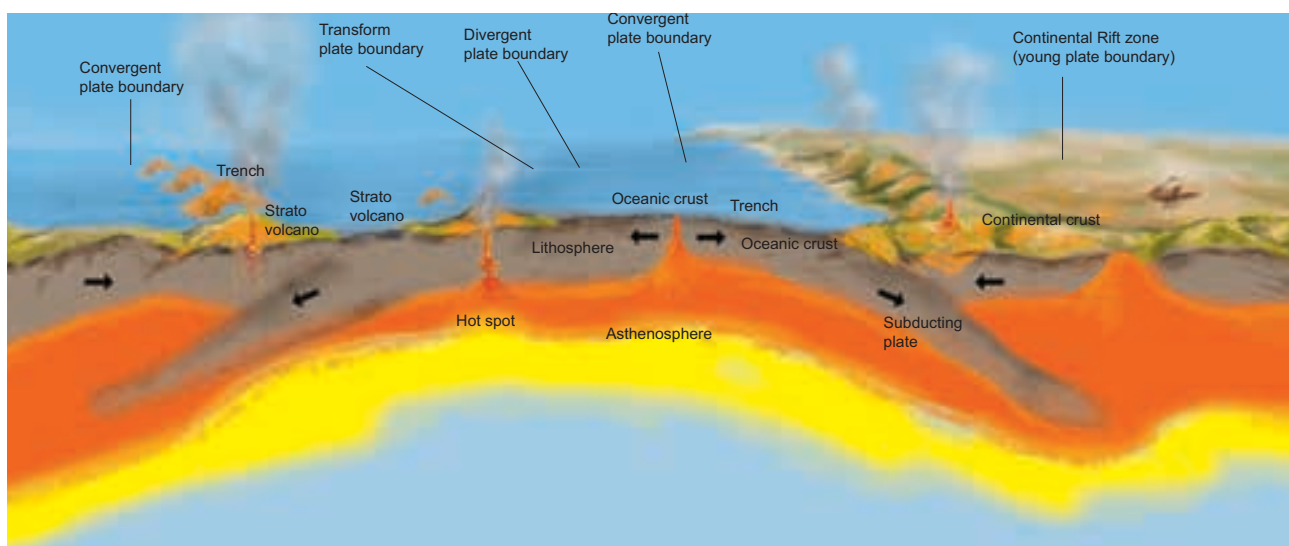 Transform
plate boundary
Divergent
plate boundary
Convergent
plate boundary
Continental Rift zone
(young plate boundary)
Convergent
plate boundary
Trench
Strato
volcano
Strato
volcano
Oceanic crust
Trench
Continental crust
Lithosphere
Oceanic crust
Hot spot
Asthenosphere
Subducting
plate